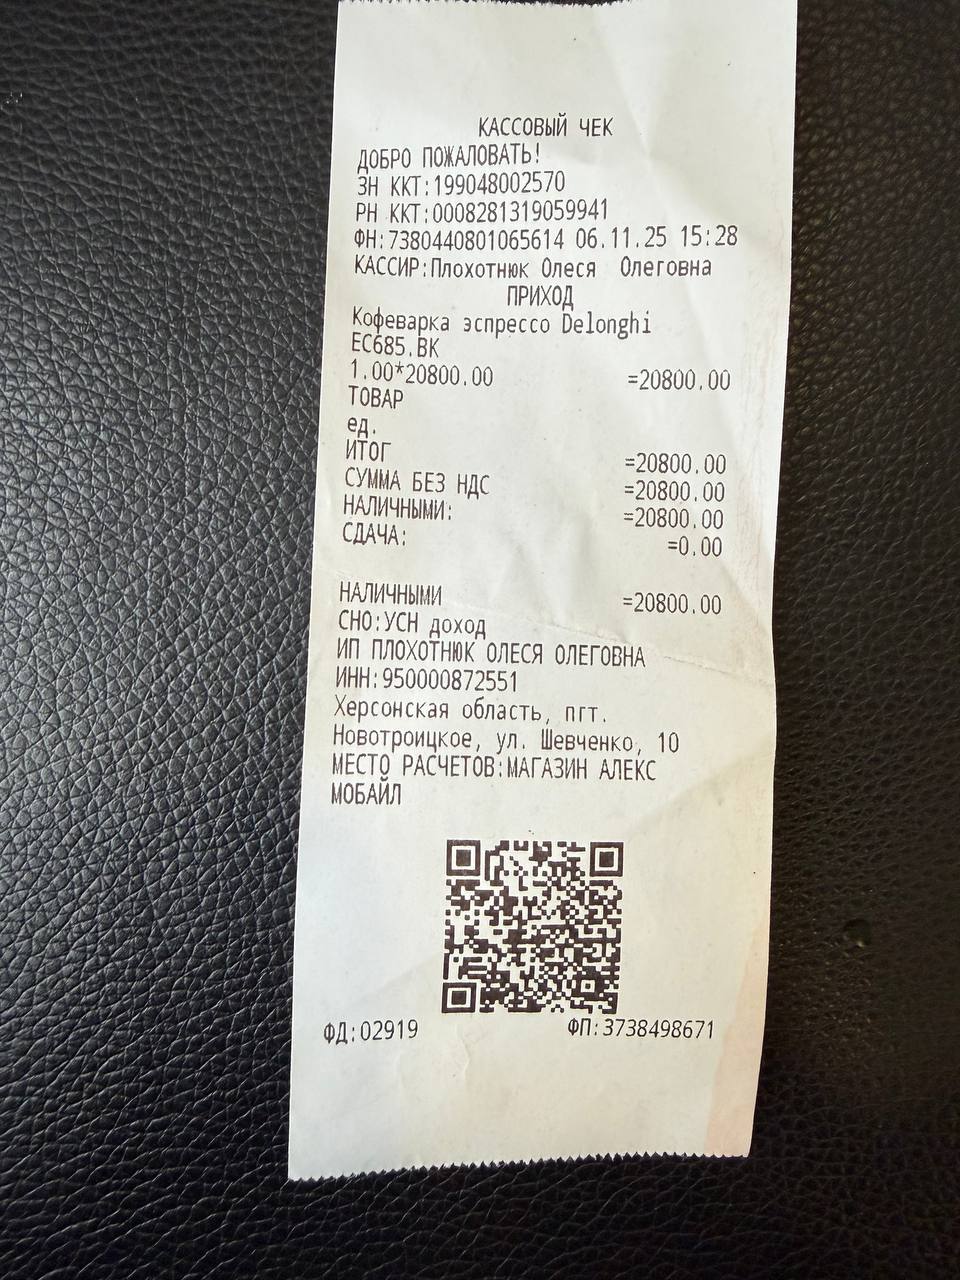 КАССОВЫЙ ЧЕК
ДОБРО ПОЖАЛОВАТЬ!
ЗН ККТ:199048002570
РН ККТ:0008281319059941
ФН:7380440801065614 06.11.25 15:28
КАССИР:Плохотнюк Олеся Олеговна
ПРИХОД
Кофеварка эспрессо Delonghi
EC685.BK
1.00*20800.00 =20800.00
ТОВАР
ед.
ИТОГ =20800.00
СУММА БЕЗ НДС =20800.00
НАЛИЧНЫМИ: =20800.00
СДАЧА: =0.00
НАЛИЧНЫМИ =20800.00
СНО:УСН доход
ИП ПЛОХОТНЮК ОЛЕСЯ ОЛЕГОВНА
ИНН:950000872551
Херсонская область, пгт.
Новотроицкое, ул. Шевченко, 10
МЕСТО РАСЧЕТОВ:МАГАЗИН АЛЕКС
МОБАЙЛ
ФД:02919 ФП:3738498671